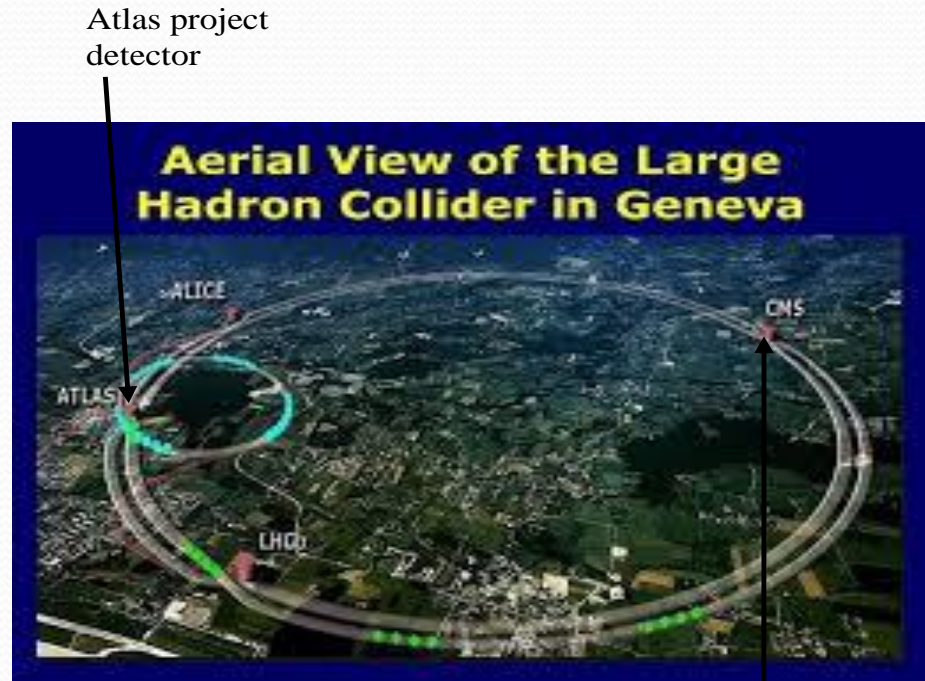 Atlas project
detector
Aerial View of the Large
Hadron Collider in Geneva
ALICE
CMS
ATLAS
LHCb